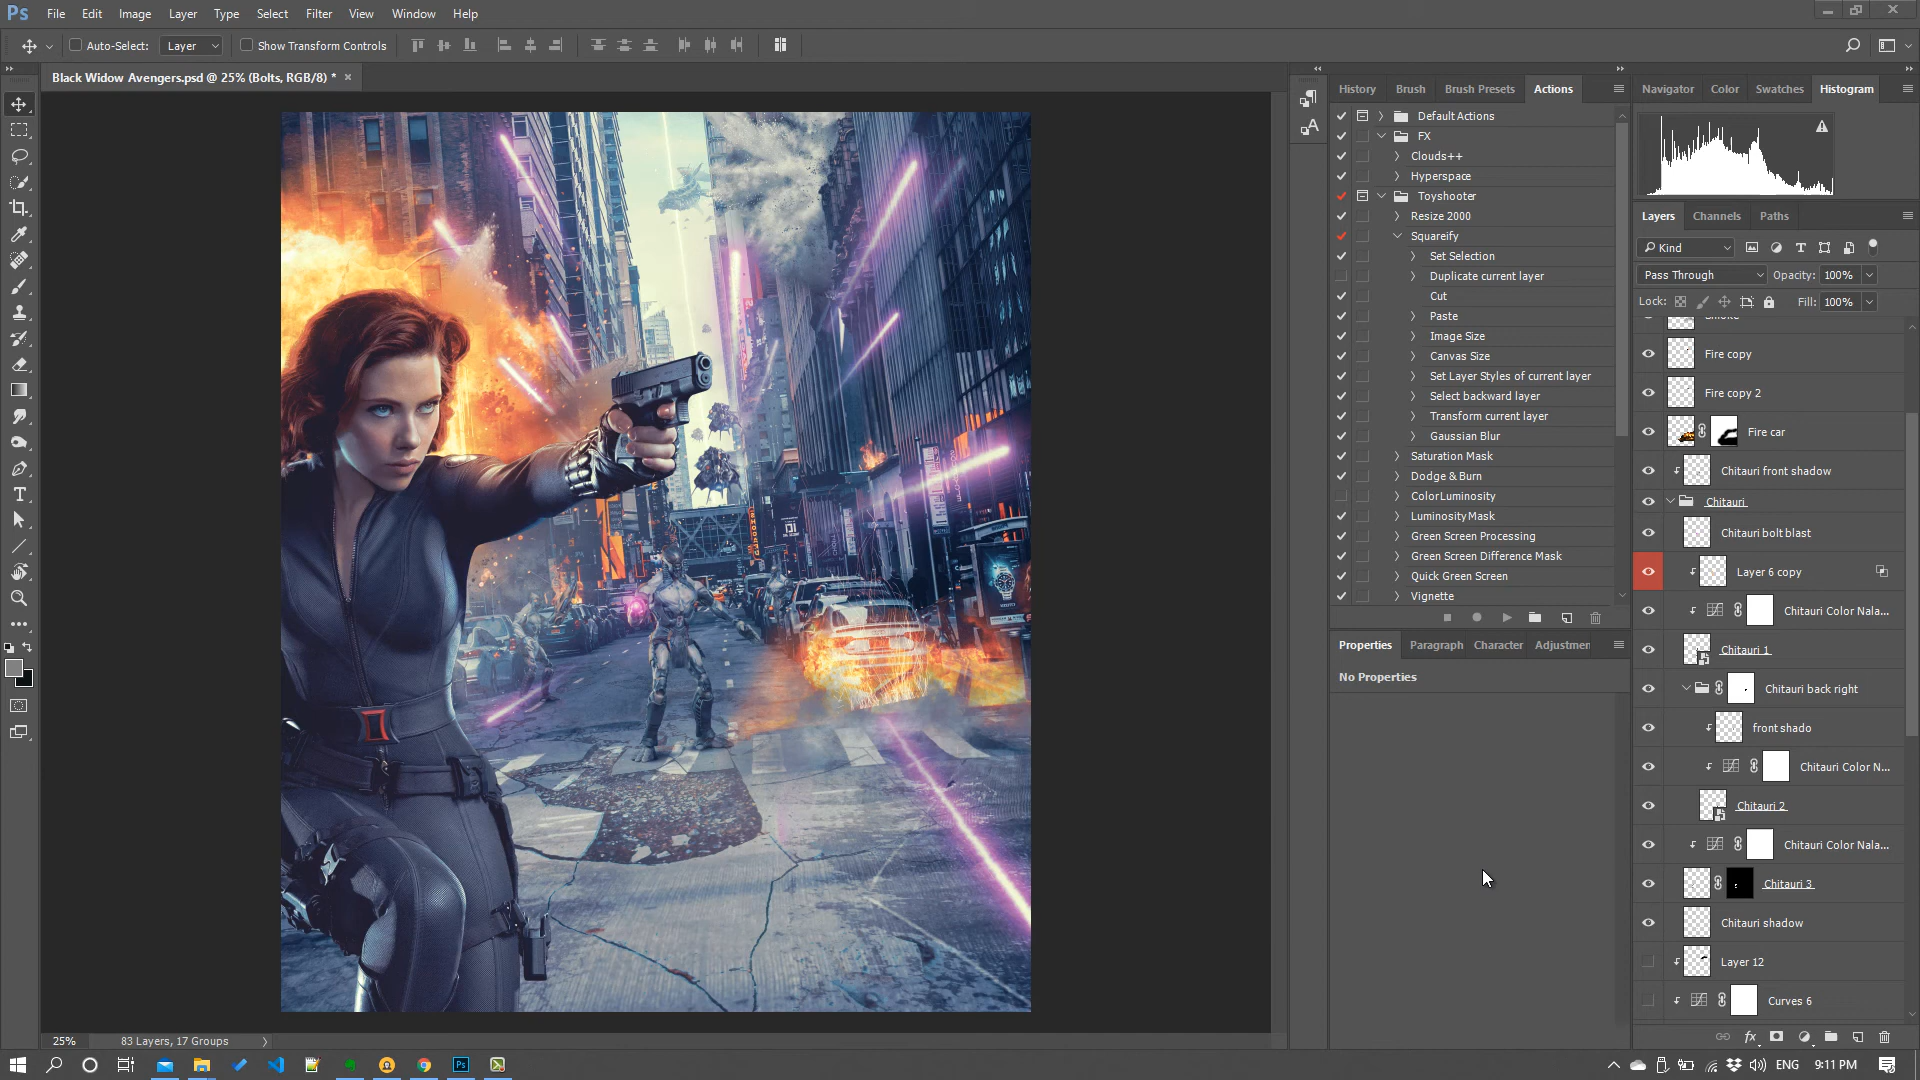 Ps File Edit Image Layer Type Select Filter View Window Help
Auto-Select: Layer Show Transform Controls
Black Widow Avengers.psd @ 25% (Bolts, RGB/8) * ×
History Brush Brush Presets Actions
Default Actions
FX
Clouds++
Hyperspace
Toyshooter
Resize 2000
Squareify
Set Selection
Duplicate current layer
Cut
Paste
Image Size
Canvas Size
Set Layer Styles of current layer
Select backward layer
Transform current layer
Gaussian Blur
Saturation Mask
Dodge & Burn
ColorLuminosity
LuminosityMask
Green Screen Processing
Green Screen Difference Mask
Quick Green Screen
Vignette
Properties Paragraph Character Adjustmen
No Properties
Navigator Color Swatches Histogram
Layers Channels Paths
Kind
Pass Through Opacity: 100%
Lock: Fill: 100%
Smoke
Fire copy
Fire copy 2
Fire car
Chitauri front shadow
Chitauri
Chitauri bolt blast
Layer 6 copy
Chitauri Color Nala...
Chitauri 1
Chitauri back right
front shado
Chitauri Color N...
Chitauri 2
Chitauri Color Nala...
Chitauri 3
Chitauri shadow
Layer 12
Curves 6
25% 83 Layers, 17 Groups
Ps
ENG 9:11 PM